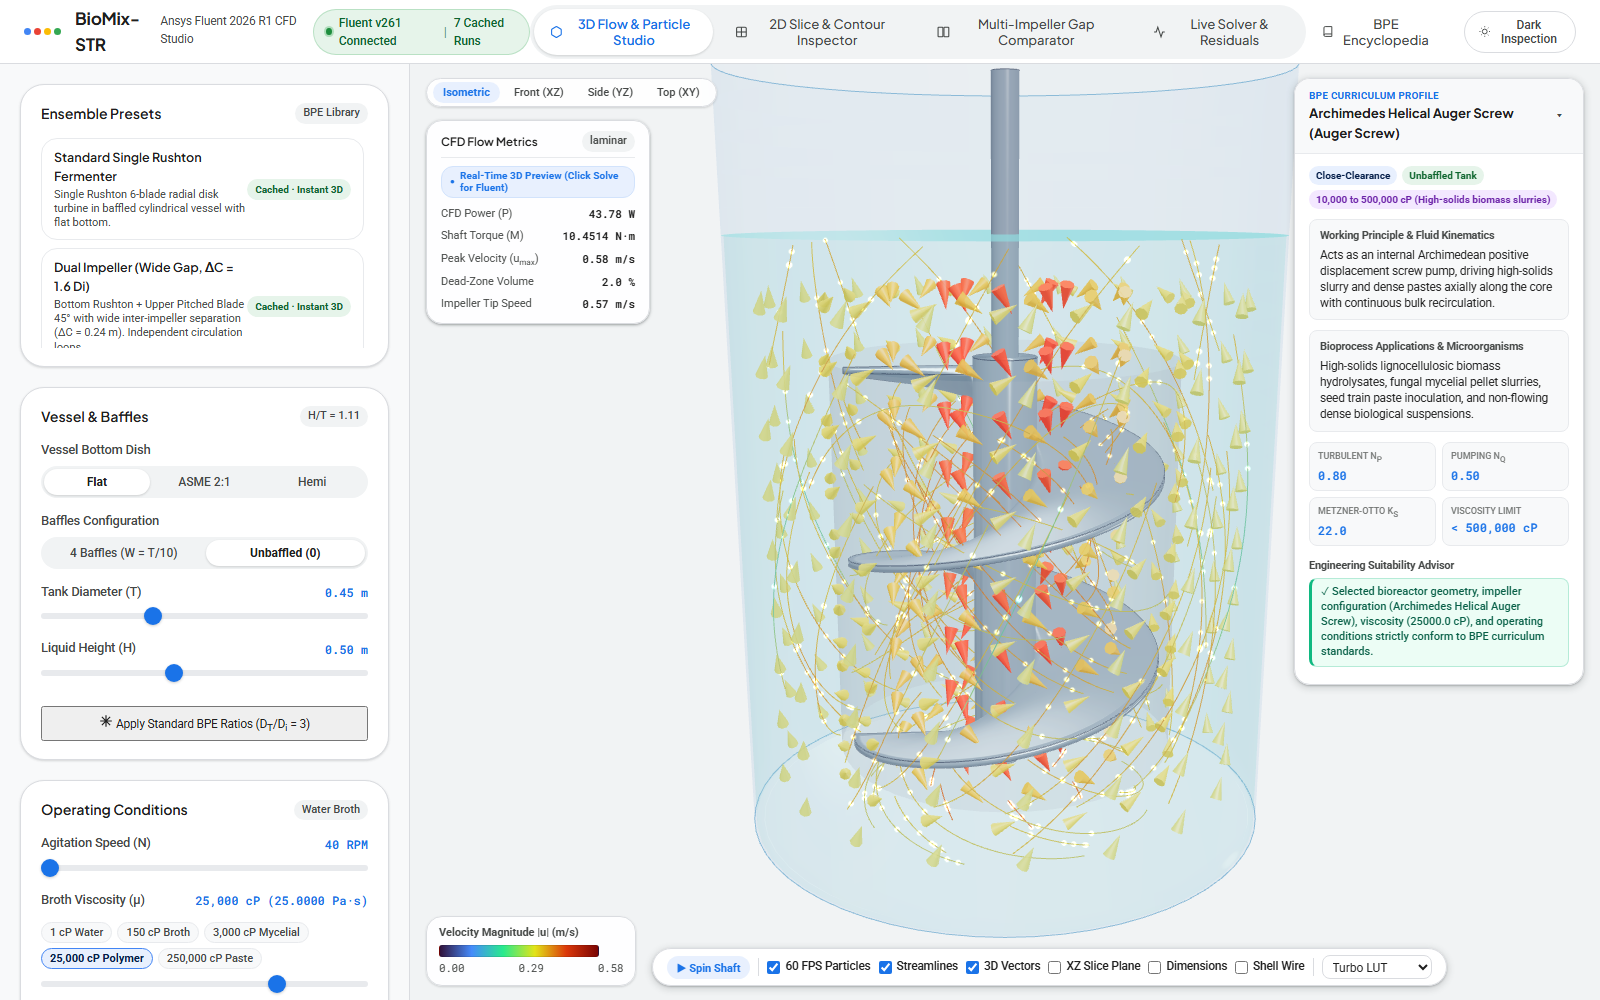 BioMix-
STR
Ansys Fluent 2026 R1 CFD
Studio
Fluent v261
Connected
7 Cached
Runs
3D Flow & Particle
Studio
2D Slice & Contour
Inspector
Multi-Impeller Gap
Comparator
Live Solver &
Residuals
BPE
Encyclopedia
Dark
Inspection
Ensemble Presets
BPE Library
Standard Single Rushton
Fermenter
Single Rushton 6-blade radial disk
turbine in baffled cylindrical vessel with
flat bottom.
Cached · Instant 3D
Dual Impeller (Wide Gap, ΔC =
1.6 Di)
Bottom Rushton + Upper Pitched Blade
45° with wide inter-impeller separation
(ΔC = 0.24 m). Independent circulation
loops.
Cached · Instant 3D
Vessel & Baffles
H/T = 1.11
Vessel Bottom Dish
Flat
ASME 2:1
Hemi
Baffles Configuration
4 Baffles (W = T/10)
Unbaffled (0)
Tank Diameter (T)
0.45 m
Liquid Height (H)
0.50 m
✳ Apply Standard BPE Ratios (DT/Di = 3)
Operating Conditions
Water Broth
Agitation Speed (N)
40 RPM
Broth Viscosity (μ)
25,000 cP (25.0000 Pa·s)
1 cP Water
150 cP Broth
3,000 cP Mycelial
25,000 cP Polymer
250,000 cP Paste
Isometric
Front (XZ)
Side (YZ)
Top (XY)
CFD Flow Metrics
laminar
• Real-Time 3D Preview (Click Solve
for Fluent)
CFD Power (P)
43.78 W
Shaft Torque (M)
10.4514 N·m
Peak Velocity (umax)
0.58 m/s
Dead-Zone Volume
2.0 %
Impeller Tip Speed
0.57 m/s
Velocity Magnitude |u| (m/s)
0.00
0.29
0.58
▶ Spin Shaft
60 FPS Particles
Streamlines
3D Vectors
XZ Slice Plane
Dimensions
Shell Wire
Turbo LUT
BPE CURRICULUM PROFILE
Archimedes Helical Auger Screw
(Auger Screw)
Close-Clearance
Unbaffled Tank
10,000 to 500,000 cP (High-solids biomass slurries)
Working Principle & Fluid Kinematics
Acts as an internal Archimedean positive
displacement screw pump, driving high-solids
slurry and dense pastes axially along the core
with continuous bulk recirculation.
Bioprocess Applications & Microorganisms
High-solids lignocellulosic biomass
hydrolysates, fungal mycelial pellet slurries,
seed train paste inoculation, and non-flowing
dense biological suspensions.
TURBULENT NP
0.80
PUMPING NQ
0.50
METZNER-OTTO KS
22.0
VISCOSITY LIMIT
< 500,000 cP
Engineering Suitability Advisor
✓ Selected bioreactor geometry, impeller
configuration (Archimedes Helical Auger
Screw), viscosity (25000.0 cP), and operating
conditions strictly conform to BPE curriculum
standards.